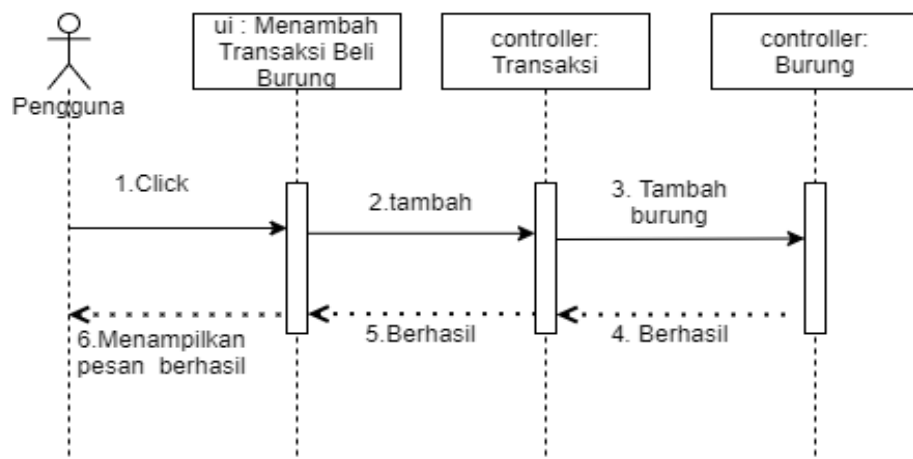 ui : Menambah
Transaksi Beli
Burung
controller:
Transaksi
controller:
Burung
Pengguna
1.Click
2.tambah
3. Tambah
burung
6.Menampilkan
pesan berhasil
5.Berhasil
4. Berhasil